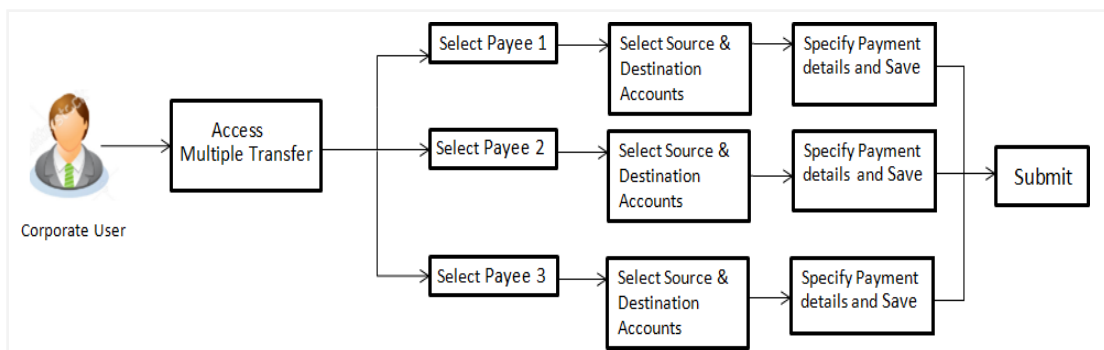 Corporate User
Access
Multiple Transfer
Select Payee 1
Select Source &
Destination
Accounts
Specify Payment
details and Save
Select Payee 2
Select Source &
Destination
Accounts
Specify Payment
details and Save
Select Payee 3
Select Source &
Destination
Accounts
Specify Payment
details and Save
Submit